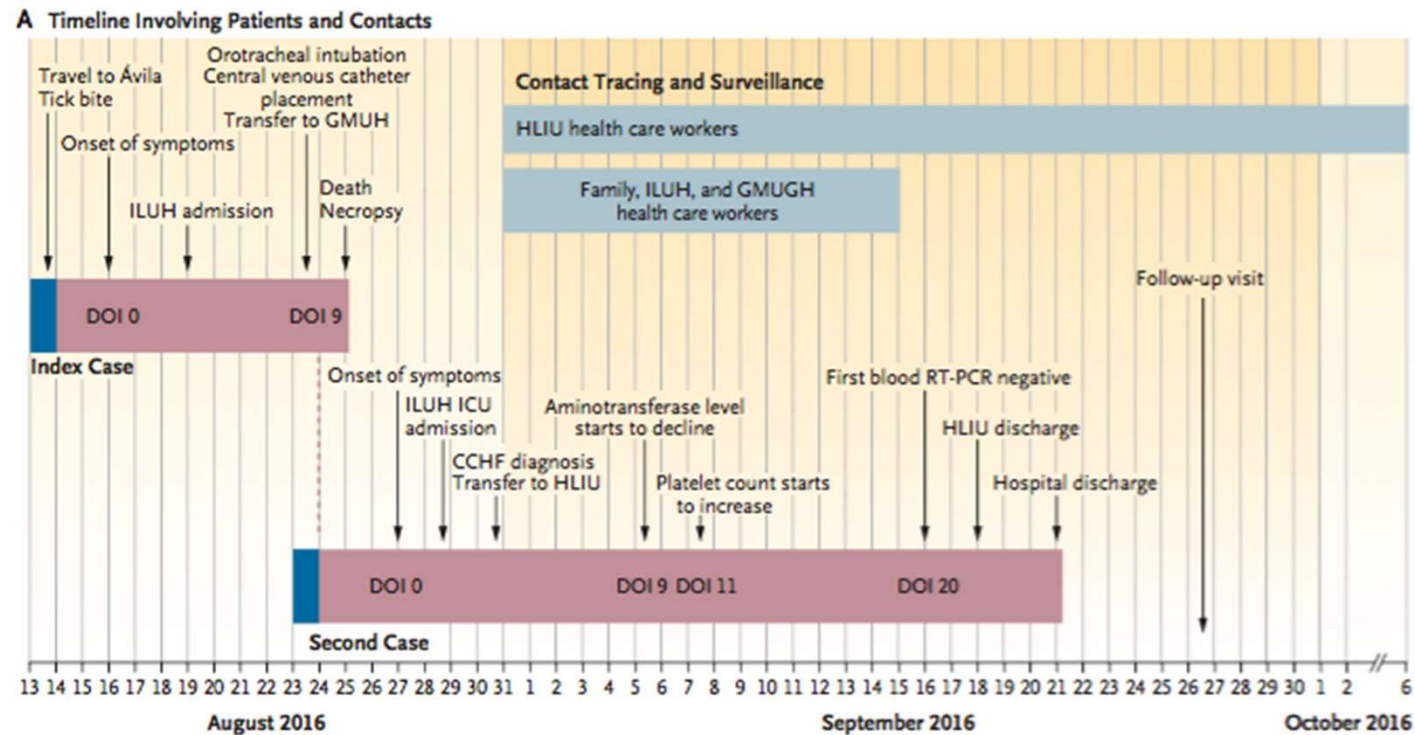 A Timeline Involving Patients and Contacts
Travel to Ávila
Tick bite
Onset of symptoms
ILUH admission
Orotracheal intubation
Central venous catheter
placement
Transfer to GMUH
Death
Necropsy
Contact Tracing and Surveillance
HLIU health care workers
Family, ILUH, and GMUGH
health care workers
DOI 0
DOI 9
Index Case
Onset of symptoms
ILUH ICU
admission
CCHF diagnosis
Transfer to HLIU
Aminotransferase level
starts to decline
Platelet count starts
to increase
First blood RT-PCR negative
HLIU discharge
Hospital discharge
Follow-up visit
DOI 0
DOI 9 DOI 11
DOI 20
Second Case
13 14 15 16 17 18 19 20 21 22 23 24 25 26 27 28 29 30 31 1 2 3 4 5 6 7 8 9 10 11 12 13 14 15 16 17 18 19 20 21 22 23 24 25 26 27 28 29 30 1 2 // 6
August 2016 September 2016 October 2016